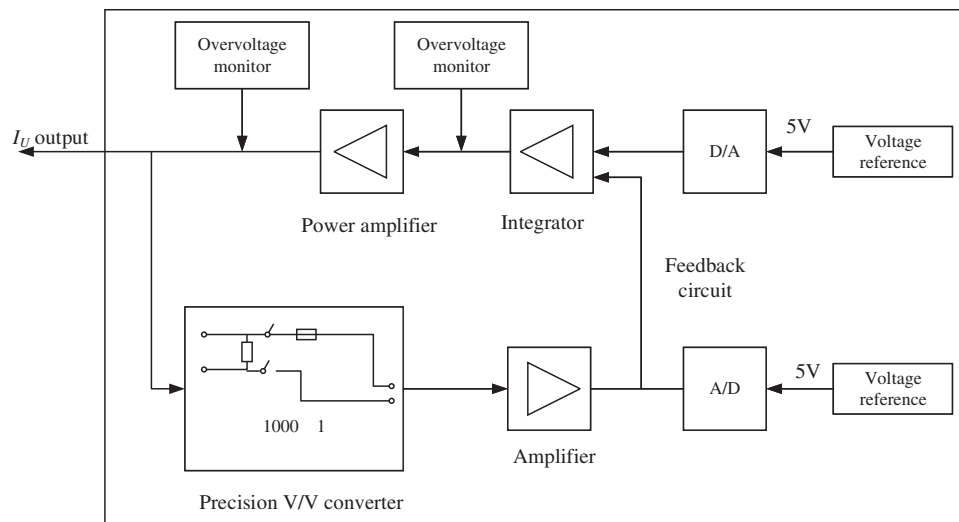 Overvoltage
monitor
Overvoltage
monitor
I_U output
5V
D/A
Voltage
reference
Power amplifier
Integrator
Feedback
circuit
5V
A/D
Voltage
reference
1000 1
Amplifier
Precision V/V converter